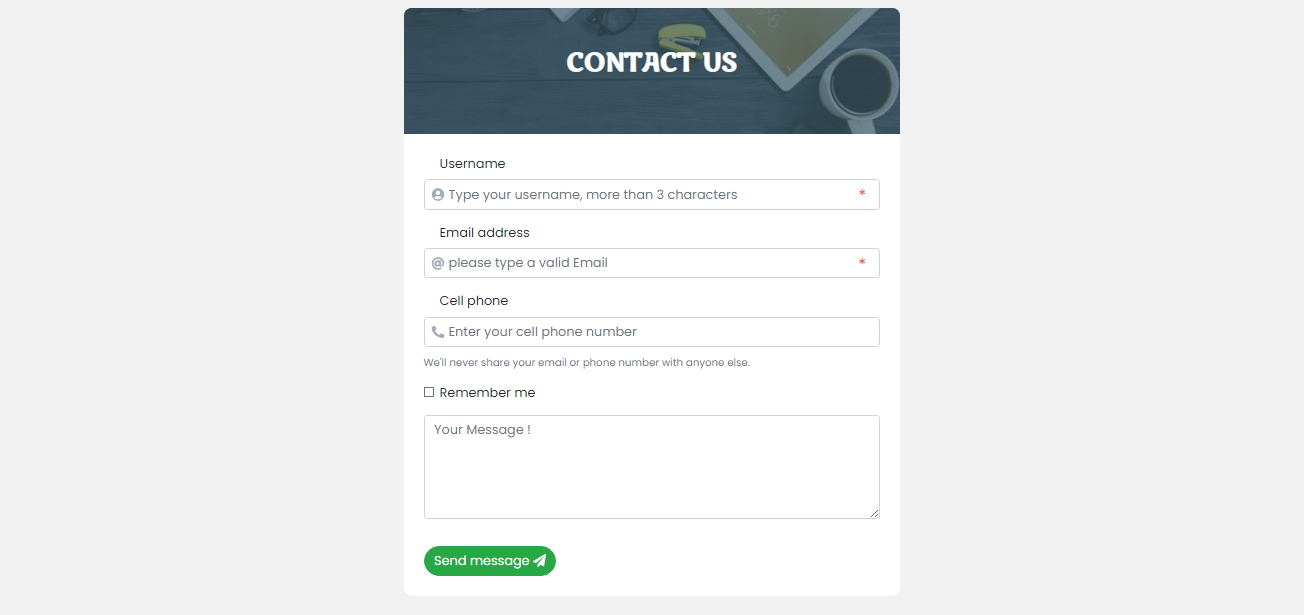 CONTACT US
Username
Type your username, more than 3 characters *
Email address
@ please type a valid Email *
Cell phone
Enter your cell phone number
We'll never share your email or phone number with anyone else.
Remember me
Your Message !
Send message